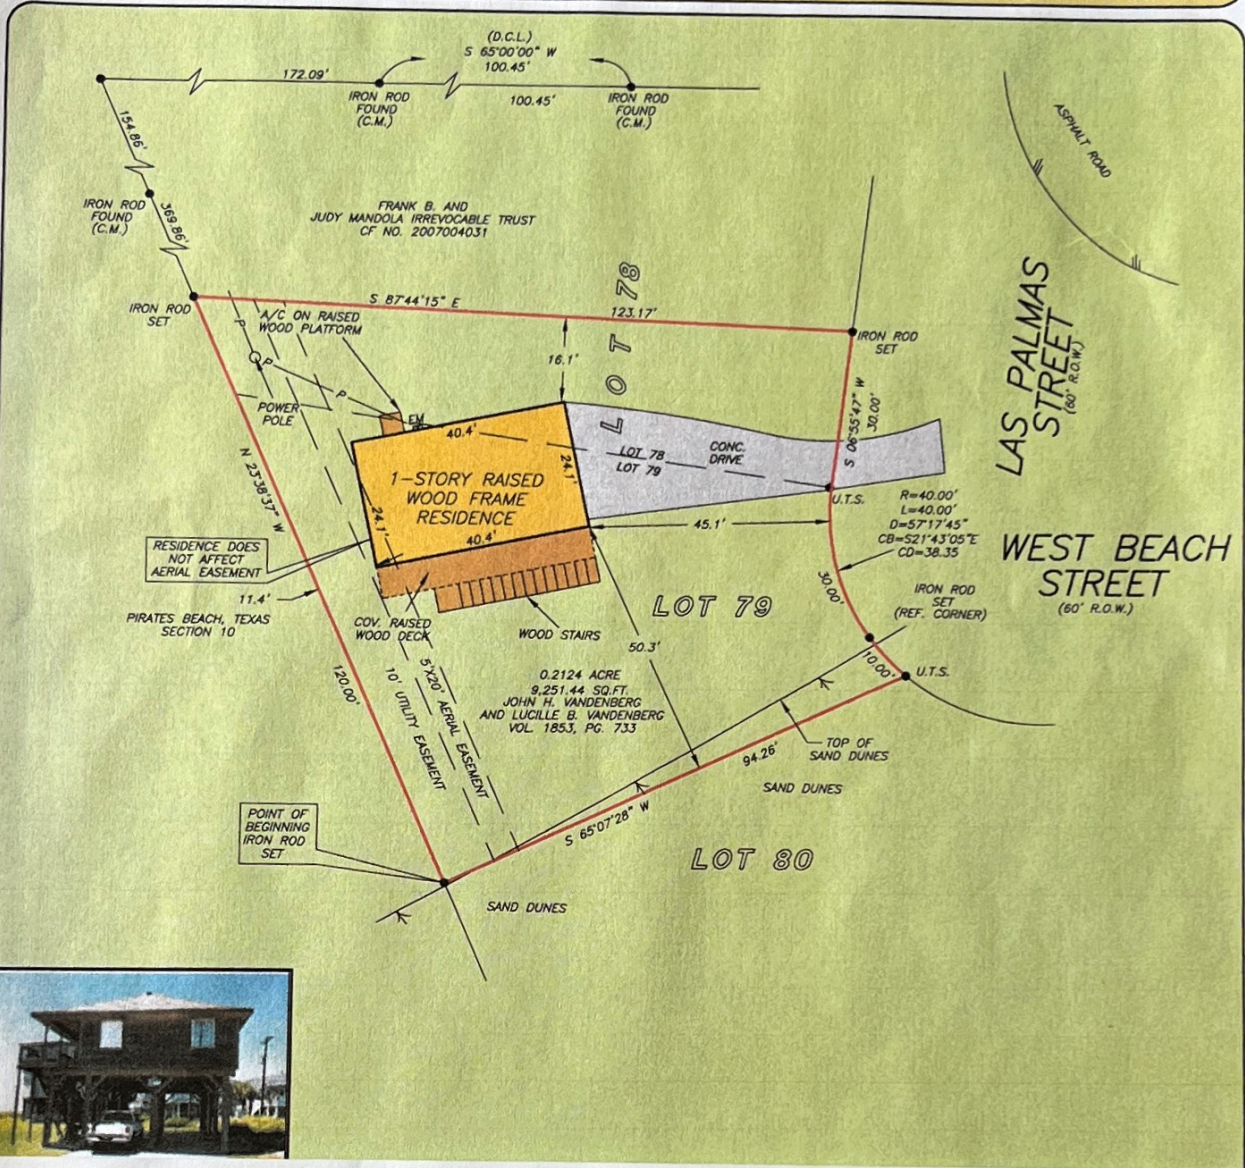 (D.C.L.)
S 65°00'00" W
100.45'
172.09'
100.45'
IRON ROD
FOUND
(C.M.)
IRON ROD
FOUND
(C.M.)
154.86'
ASPHALT ROAD
IRON ROD
FOUND
(C.M.)
369.86'
FRANK B. AND
JUDY MANDOLA IRREVOCABLE TRUST
CF NO. 2007004031
IRON ROD
SET
S 87°44'15" E
123.17'
LOT 78
A/C ON RAISED
WOOD PLATFORM
P
P
P
16.1'
IRON ROD
SET
LAS PALMAS
STREET
(60' R.O.W.)
POWER
POLE
EM
40.4'
S 06°55'47" W
30.00'
LOT 78
LOT 79
CONC.
DRIVE
N 23°38'37" W
1-STORY RAISED
WOOD FRAME
RESIDENCE
24.1'
24.1'
40.4'
U.T.S.
45.1'
R=40.00'
L=40.00'
D=57°17'45"
CB=S21°43'05"E
CD=38.35
WEST BEACH
STREET
(60' R.O.W.)
RESIDENCE DOES
NOT AFFECT
AERIAL EASEMENT
11.4'
30.00'
IRON ROD
SET
(REF. CORNER)
LOT 79
PIRATES BEACH, TEXAS
SECTION 10
COV. RAISED
WOOD DECK
WOOD STAIRS
50.3'
10.00'
U.T.S.
120.00'
10' UTILITY EASEMENT
5'X20' AERIAL EASEMENT
0.2124 ACRE
9,251.44 SQ.FT.
JOHN H. VANDENBERG
AND LUCILLE B. VANDENBERG
VOL. 1853, PG. 733
TOP OF
SAND DUNES
94.26'
SAND DUNES
S 65°07'28" W
POINT OF
BEGINNING
IRON ROD
SET
LOT 80
SAND DUNES